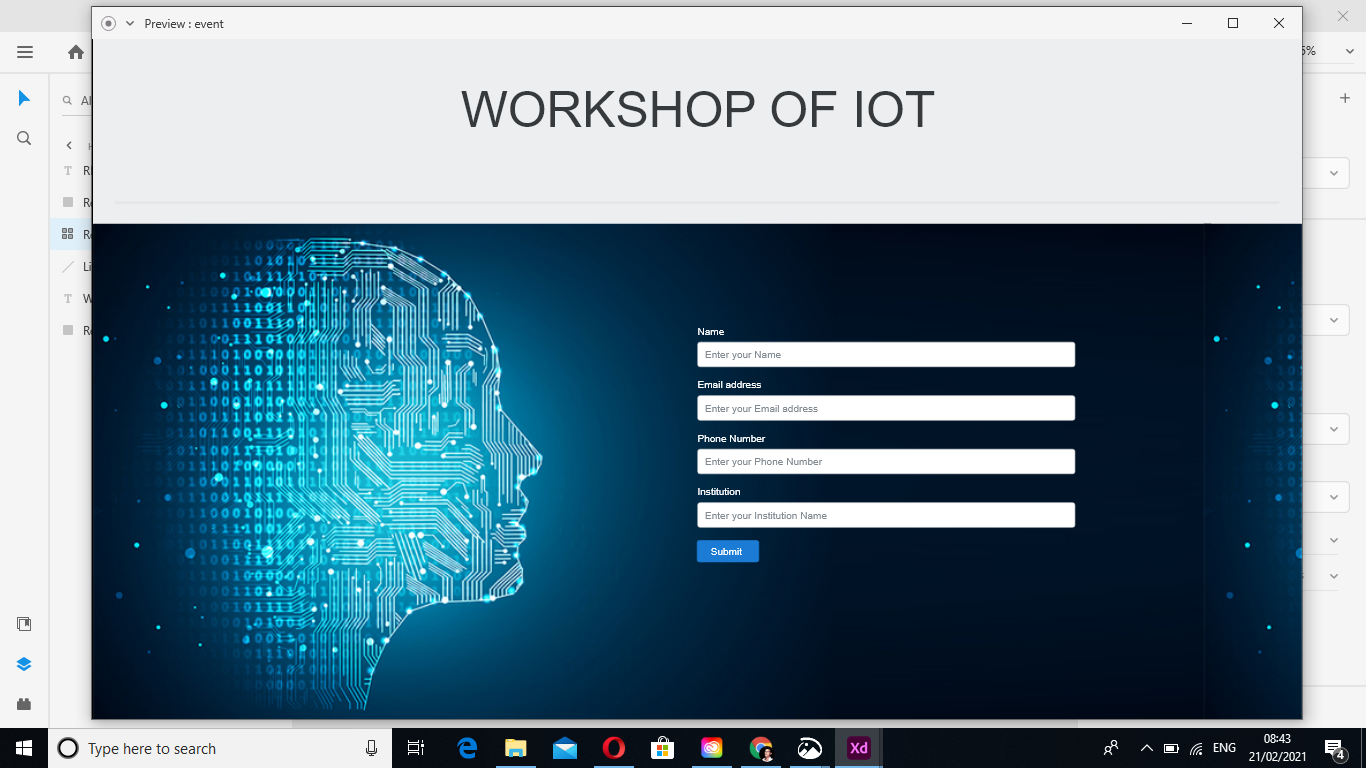 Preview : event
5%
WORKSHOP OF IOT
Name
Enter your Name
Email address
Enter your Email address
Phone Number
Enter your Phone Number
Institution
Enter your Institution Name
Submit
Type here to search
Xd
ENG
08:43
21/02/2021
4